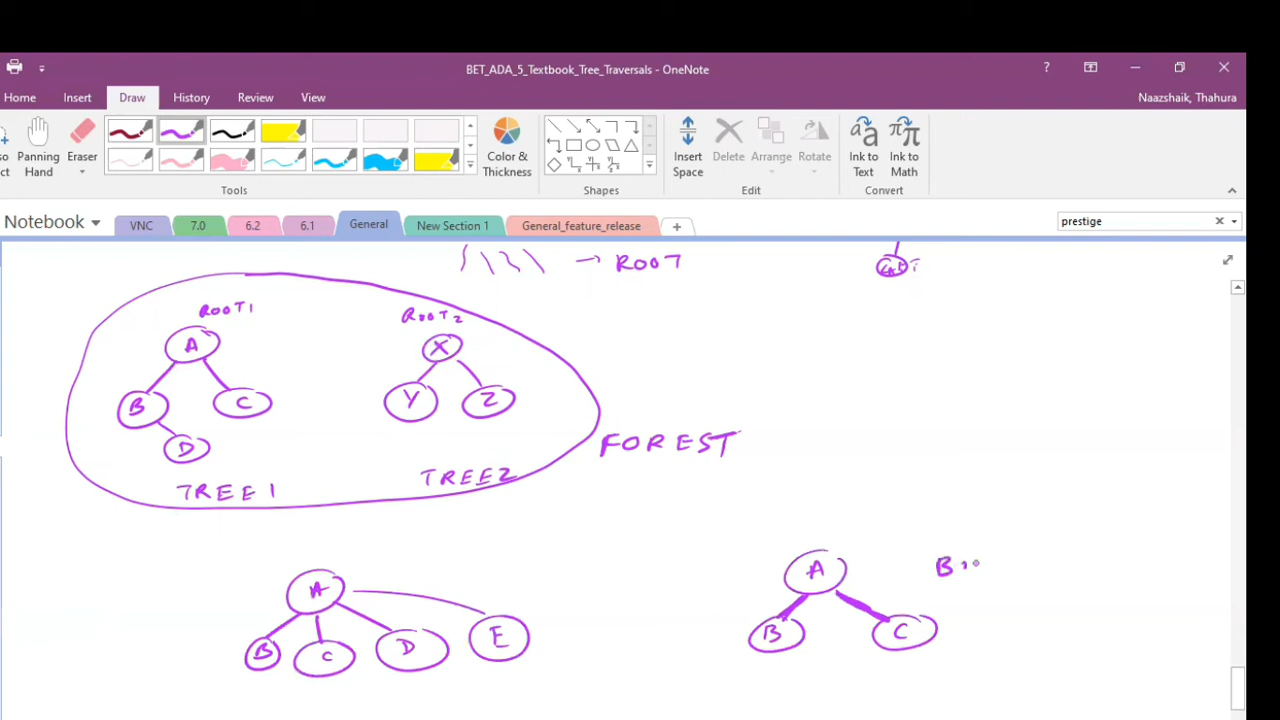 BET_ADA_5_Textbook_Tree_Traversals - OneNote
?
Home Insert Draw History Review View
Naazshaik, Thahura
Panning Hand
Eraser
Color & Thickness
Insert Space
Delete
Arrange
Rotate
Ink to Text
Ink to Math
Tools
Shapes
Edit
Convert
Notebook
VNC 7.0 6.2 6.1 General New Section 1 General_feature_release +
prestige
→ ROOT
ROOT1
ROOT2
A
X
B
C
Y
Z
D
FOREST
TREE1
TREE2
A
B
C
D
E
A
B
C